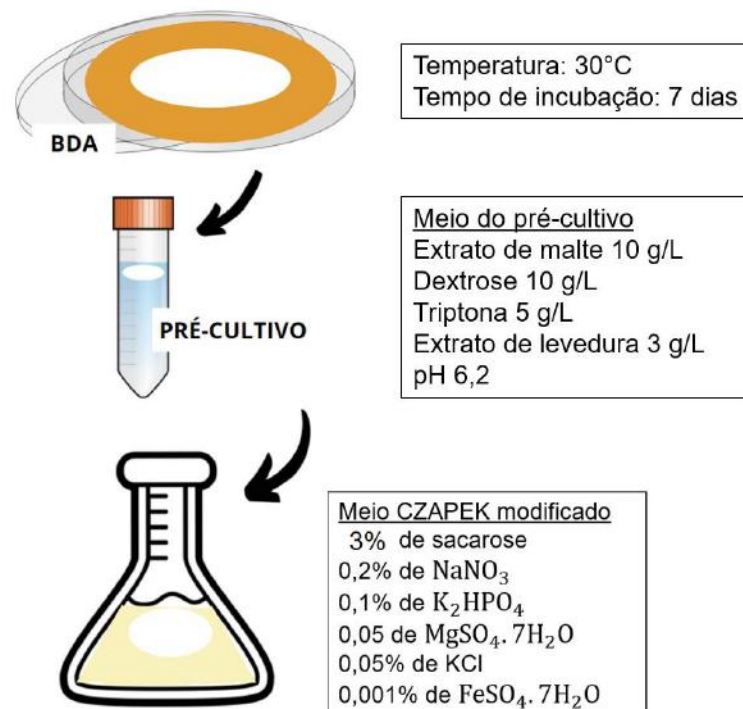 BDA
Temperatura: 30°C
Tempo de incubação: 7 dias
PRÉ-CULTIVO
Meio do pré-cultivo
Extrato de malte 10 g/L
Dextrose 10 g/L
Triptona 5 g/L
Extrato de levedura 3 g/L
pH 6,2
Meio CZAPEK modificado
3% de sacarose
0,2% de NaNO₃
0,1% de K₂HPO₄
0,05 de MgSO₄. 7H₂O
0,05% de KCl
0,001% de FeSO₄. 7H₂O